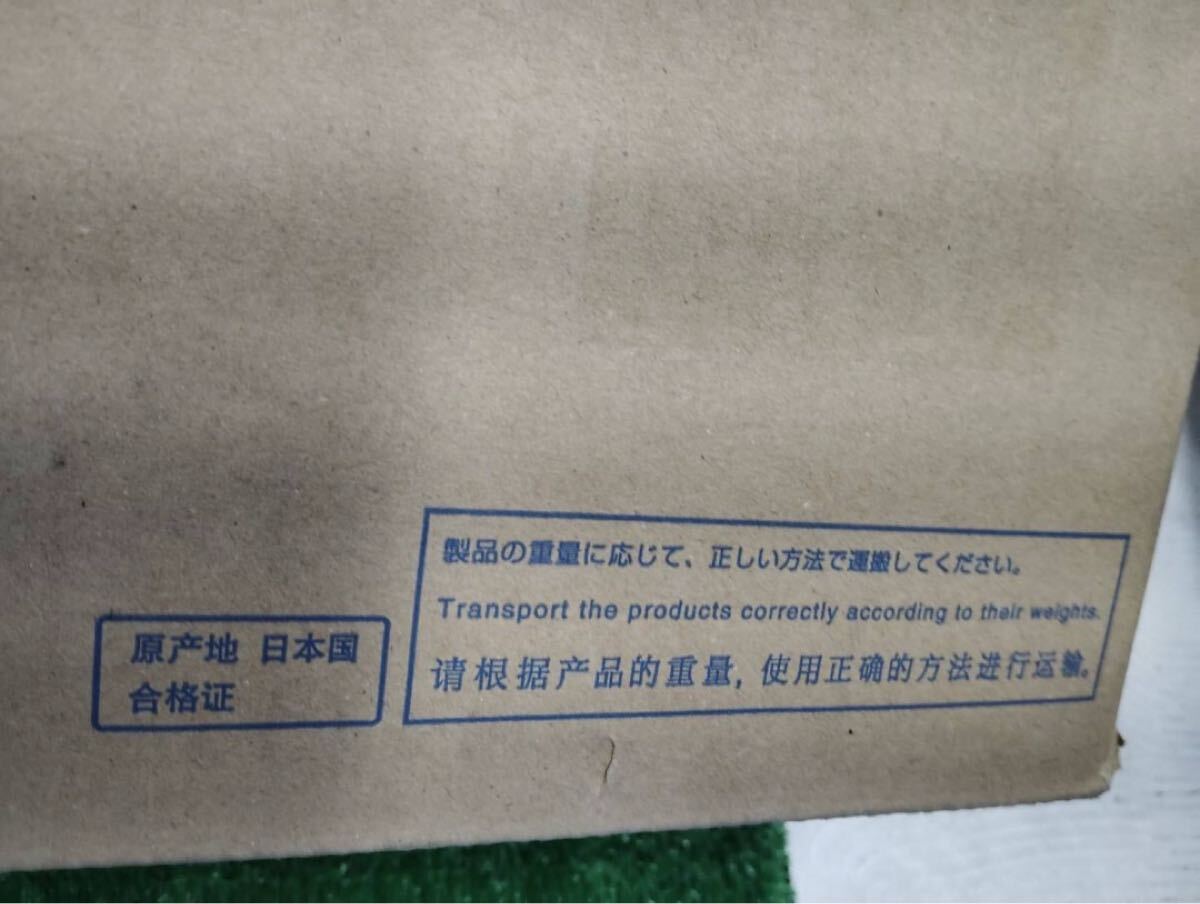 原产地 日本国
合格证
製品の重量に応じて、正しい方法で運搬してください。
Transport the products correctly according to their weights.
请根据产品的重量, 使用正确的方法进行运输。